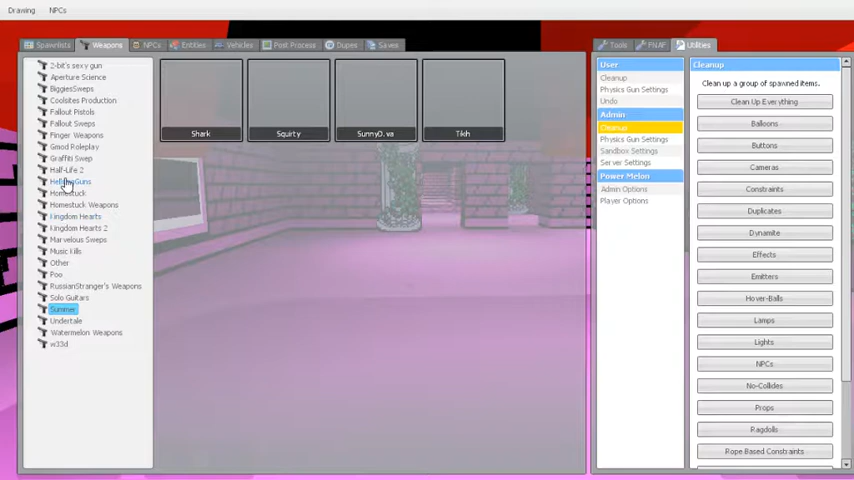 Drawing NPCs
Spawnlists Weapons NPCs Entities Vehicles Post Process Dupes Saves
2-bit's sexy gun
Aperture Science
BiggiesSweps
Coolsites Production
Fallout Pistols
Fallout Sweps
Finger Weapons
Gmod Roleplay
Graffiti Swep
Half-Life 2
Homestuck
Homestuck Weapons
Kingdom Hearts
Kingdom Hearts 2
Marvelous Sweps
Music Kills
Other
Poo
RussianStranger's Weapons
Solo Guitars
Summer
Undertale
Watermelon Weapons
w33d
Shark Squirty SunnyD.va Tikih
Tools FNAF Utilities
User
Cleanup
Physics Gun Settings
Undo
Admin
Cleanup
Physics Gun Settings
Sandbox Settings
Server Settings
Power Melon
Admin Options
Player Options
Cleanup
Clean up a group of spawned items.
Clean Up Everything
Balloons
Buttons
Cameras
Constraints
Duplicates
Dynamite
Effects
Emitters
Hover-Balls
Lamps
Lights
NPCs
No-Collides
Props
Ragdolls
Rope Based Constraints